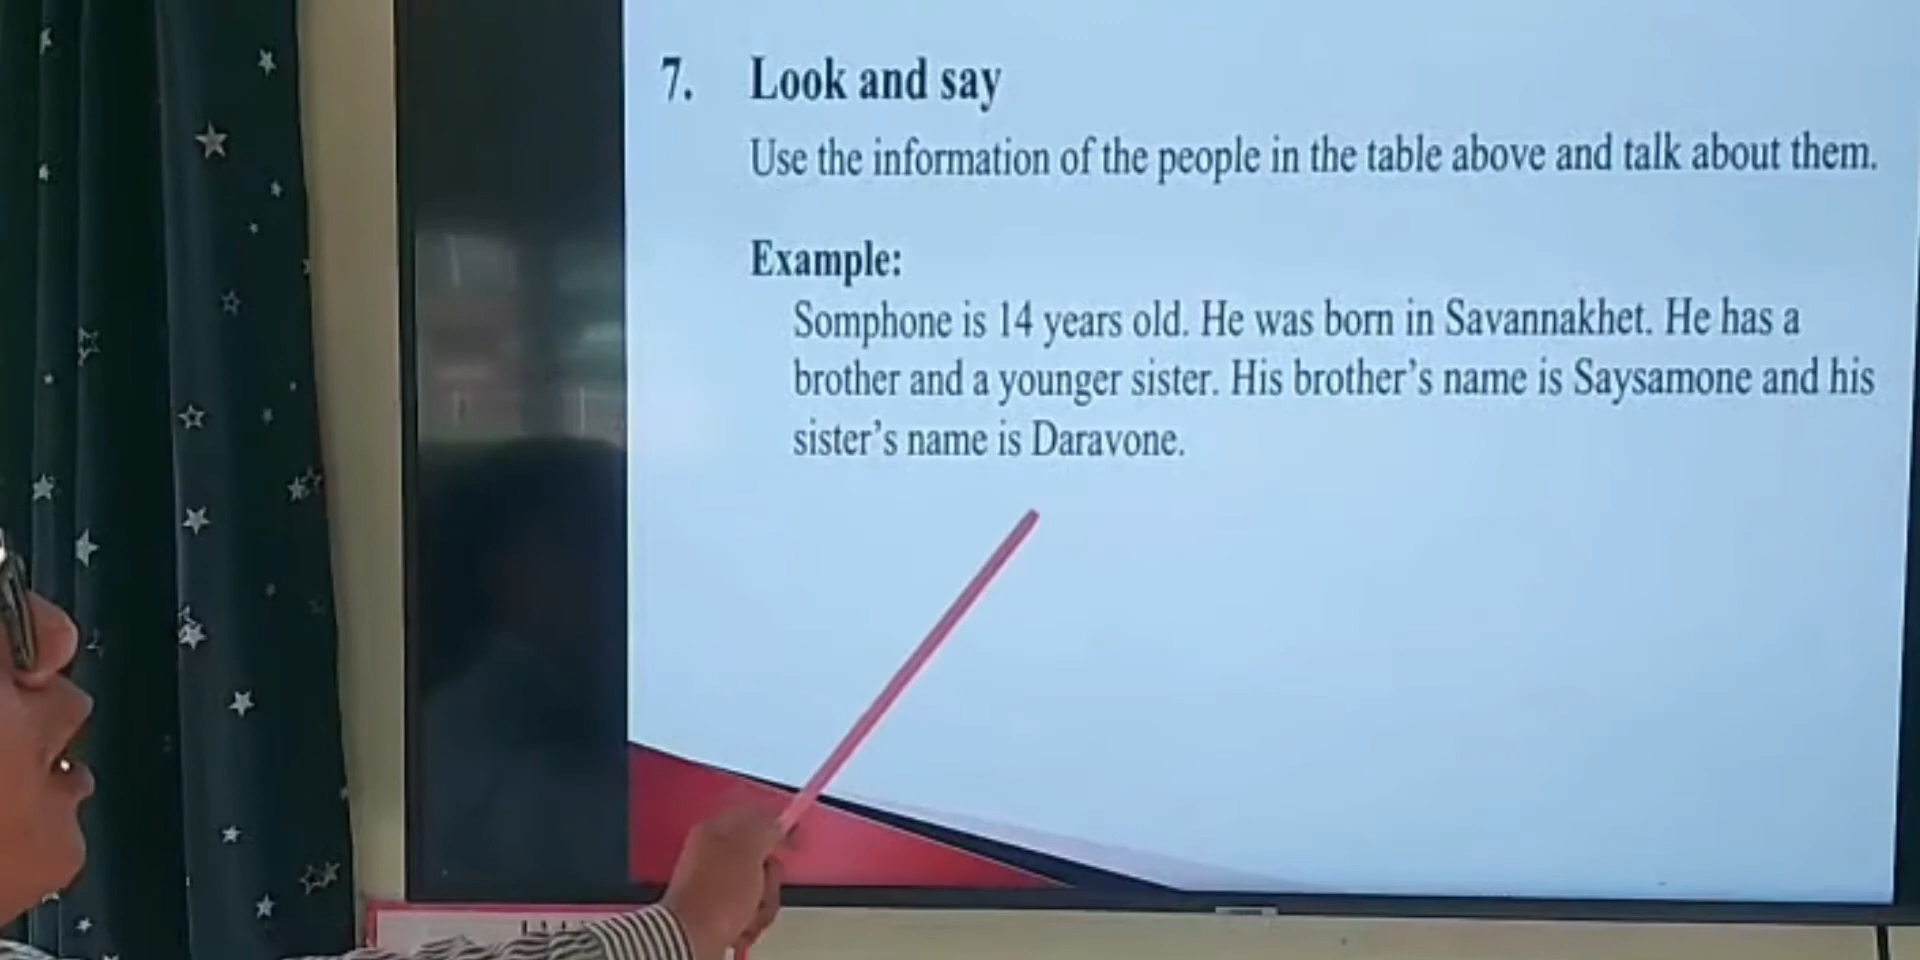 7. Look and say
Use the information of the people in the table above and talk about them.
Example:
Somphone is 14 years old. He was born in Savannakhet. He has a
brother and a younger sister. His brother’s name is Saysamone and his
sister’s name is Daravone.